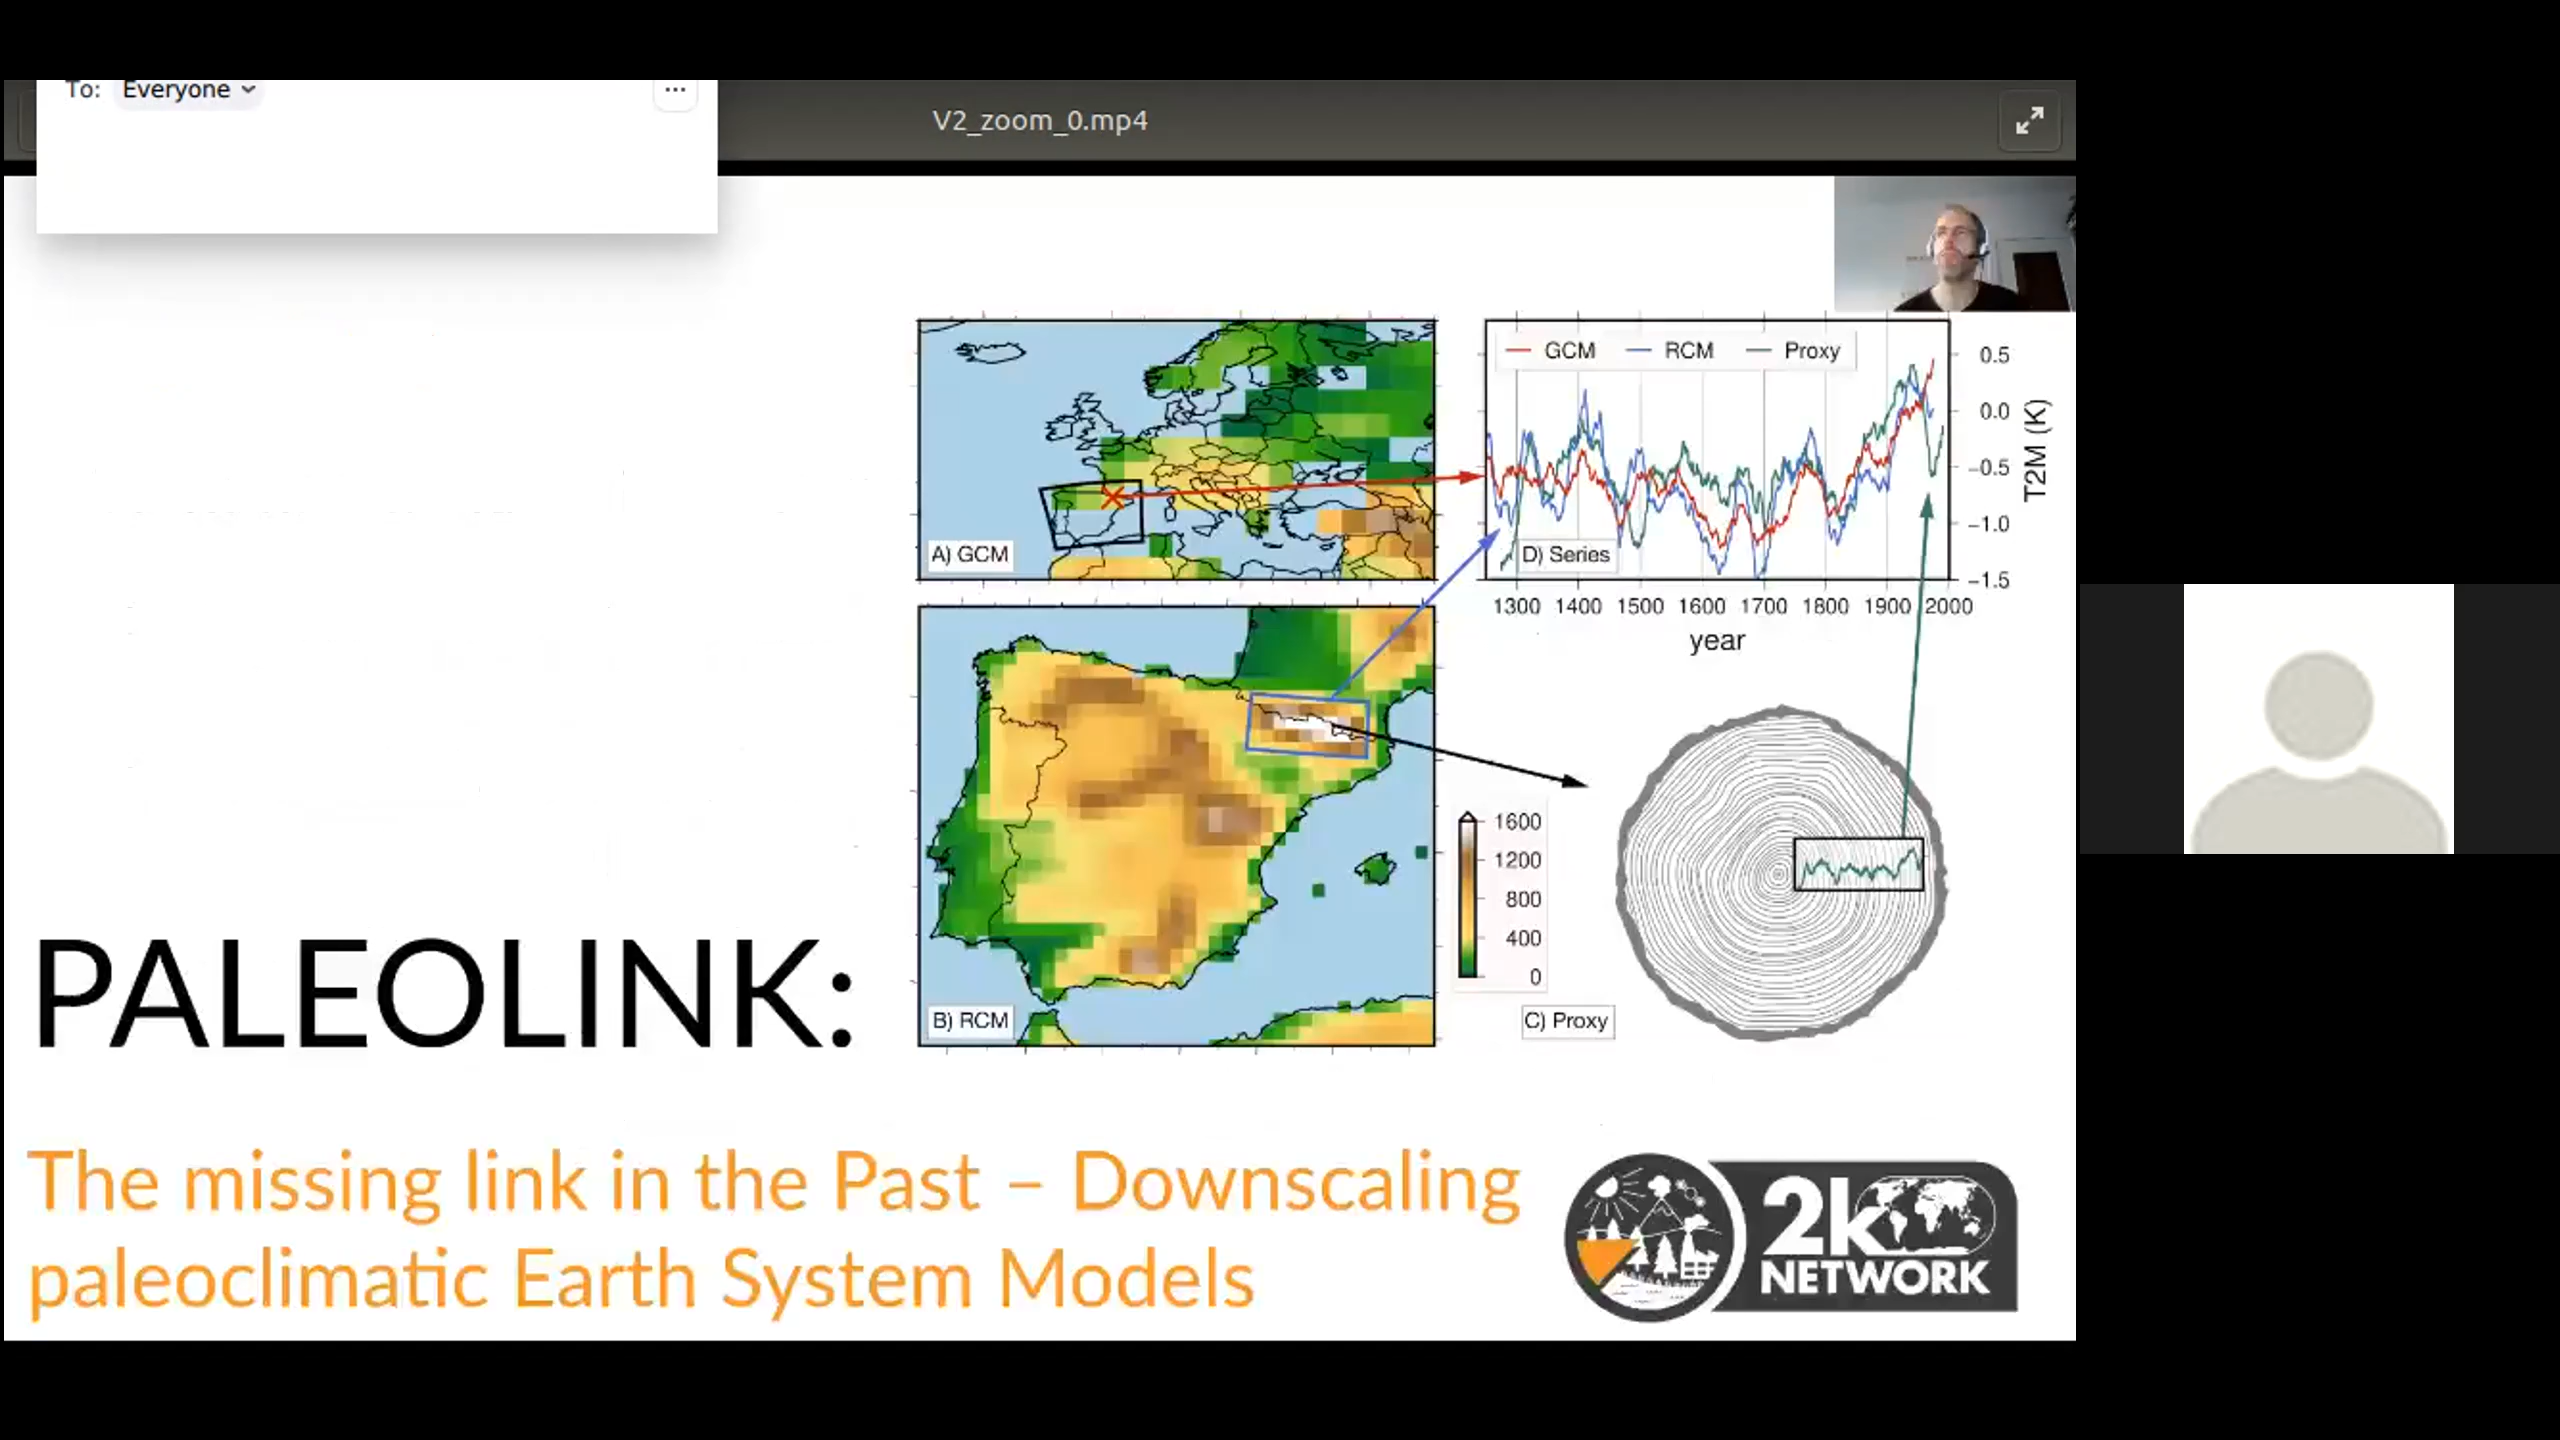 To: Everyone
V2_zoom_0.mp4
GCM RCM Proxy
0.5
0.0
−0.5
−1.0
−1.5
T2M (K)
A) GCM
D) Series
1300 1400 1500 1600 1700 1800 1900 2000
year
1600
1200
800
400
0
B) RCM
C) Proxy
PALEOLINK:
The missing link in the Past – Downscaling
paleoclimatic Earth System Models
2k
NETWORK